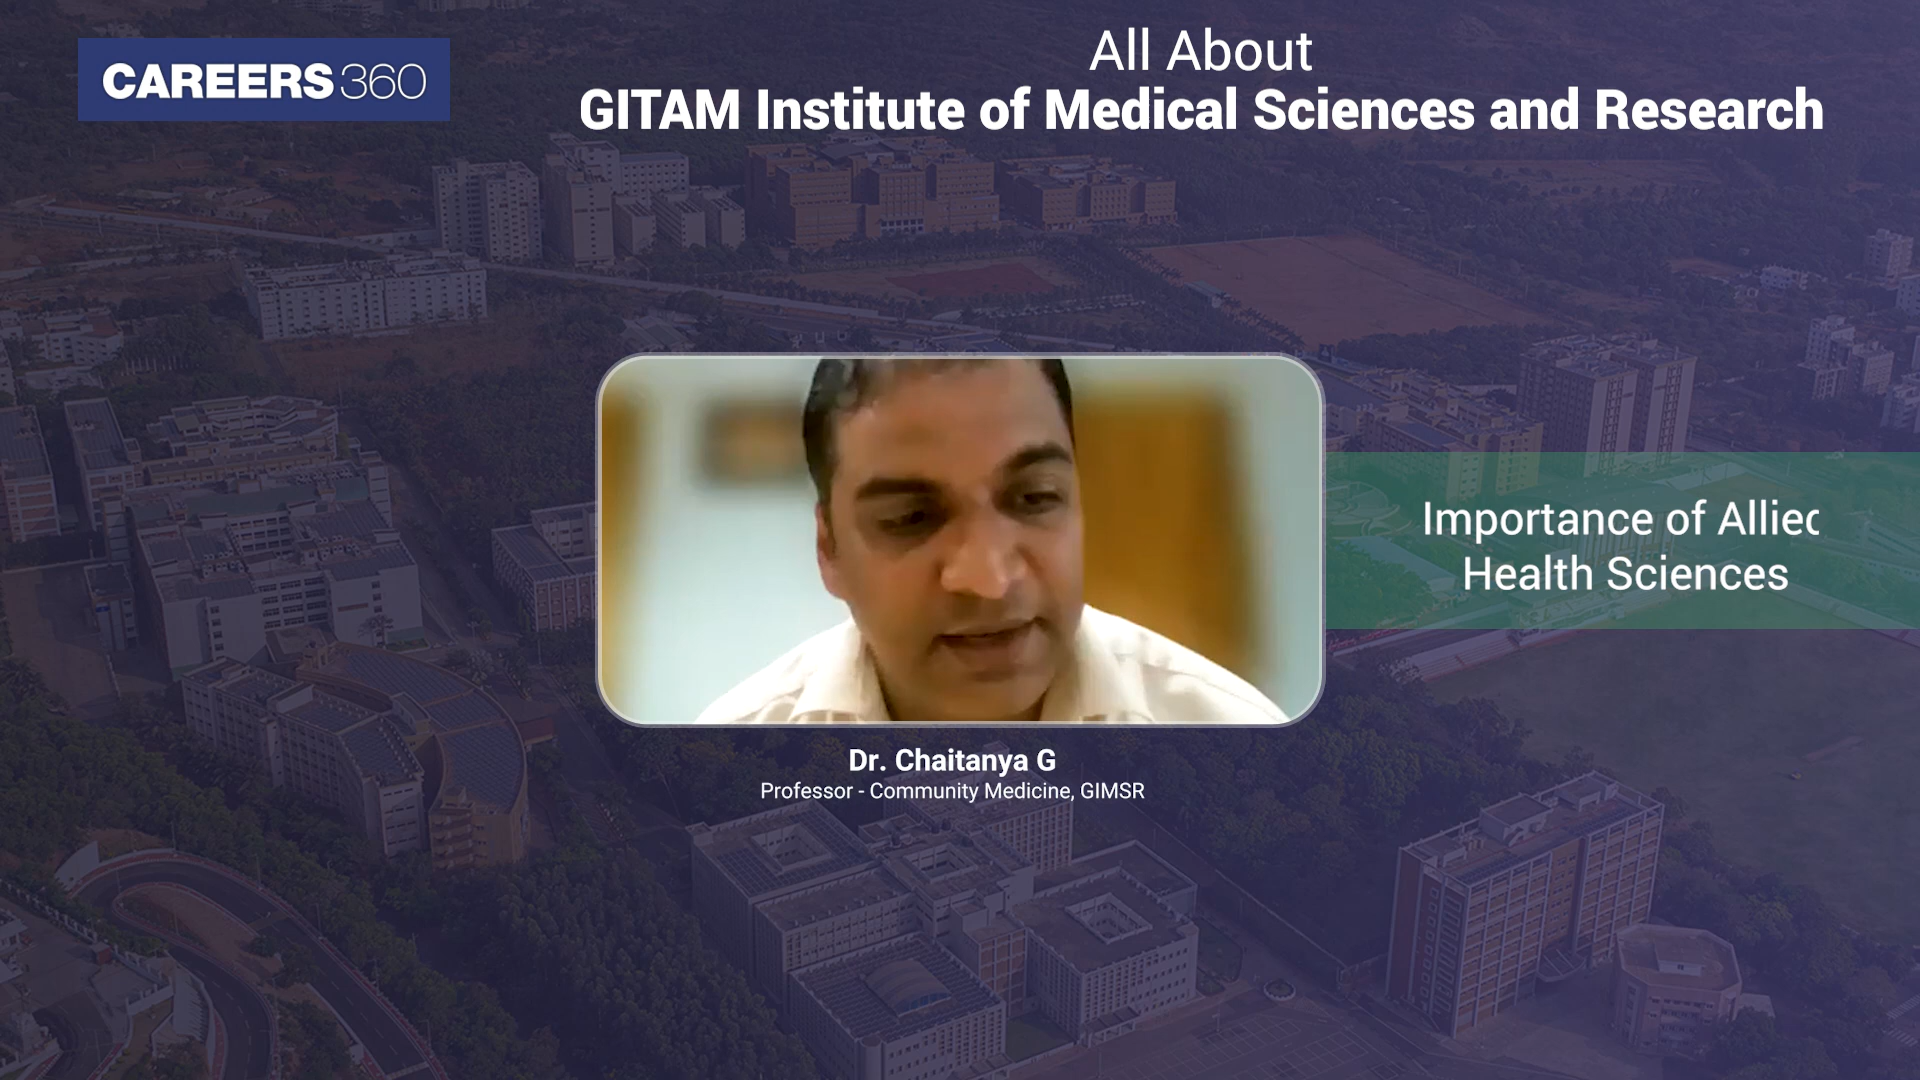 CAREERS360
All About
GITAM Institute of Medical Sciences and Research
Importance of Allied
Health Sciences
Dr. Chaitanya G
Professor - Community Medicine, GIMSR